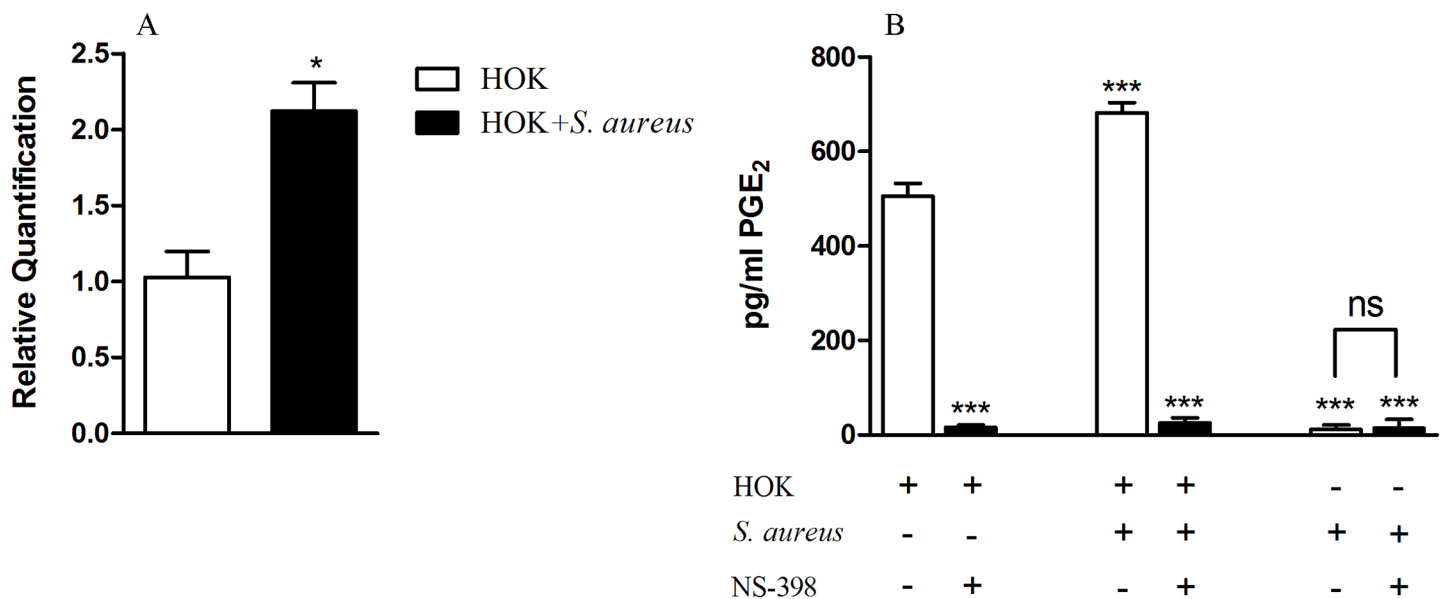 A
Relative Quantification
2.5
2.0
1.5
1.0
0.5
0.0
*
HOK
HOK+S. aureus
B
pg/ml PGE₂
800
600
400
200
0
***
***
***
ns
***
***
HOK + + + + - -
S. aureus - - + + + +
NS-398 - + - + - +